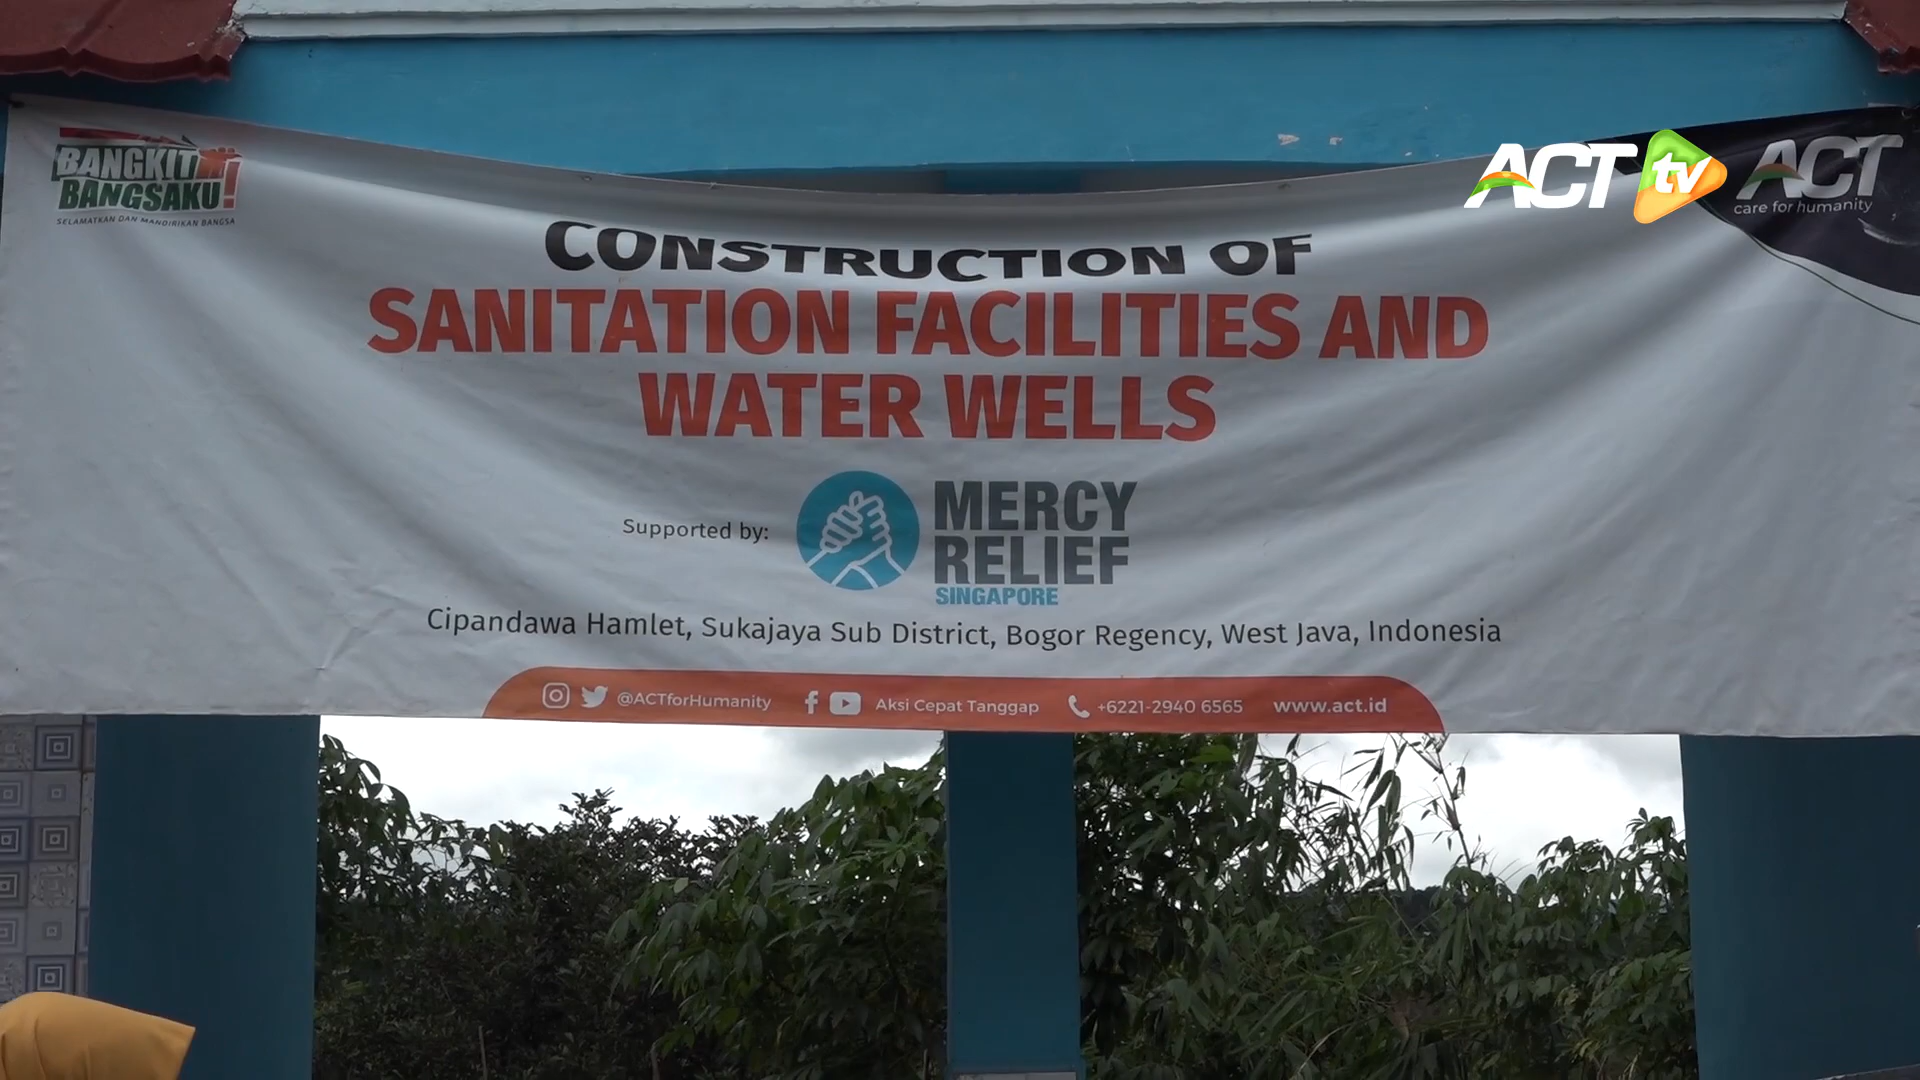 BANGKIT
BANGSAKU!
SELAMATKAN DAN MANDIRIKAN BANGSA
ACT tv
ACT
care for humanity
CONSTRUCTION OF
SANITATION FACILITIES AND
WATER WELLS
Supported by:
MERCY
RELIEF
SINGAPORE
Cipandawa Hamlet, Sukajaya Sub District, Bogor Regency, West Java, Indonesia
@ACTforHumanity Aksi Cepat Tanggap +6221-2940 6565 www.act.id